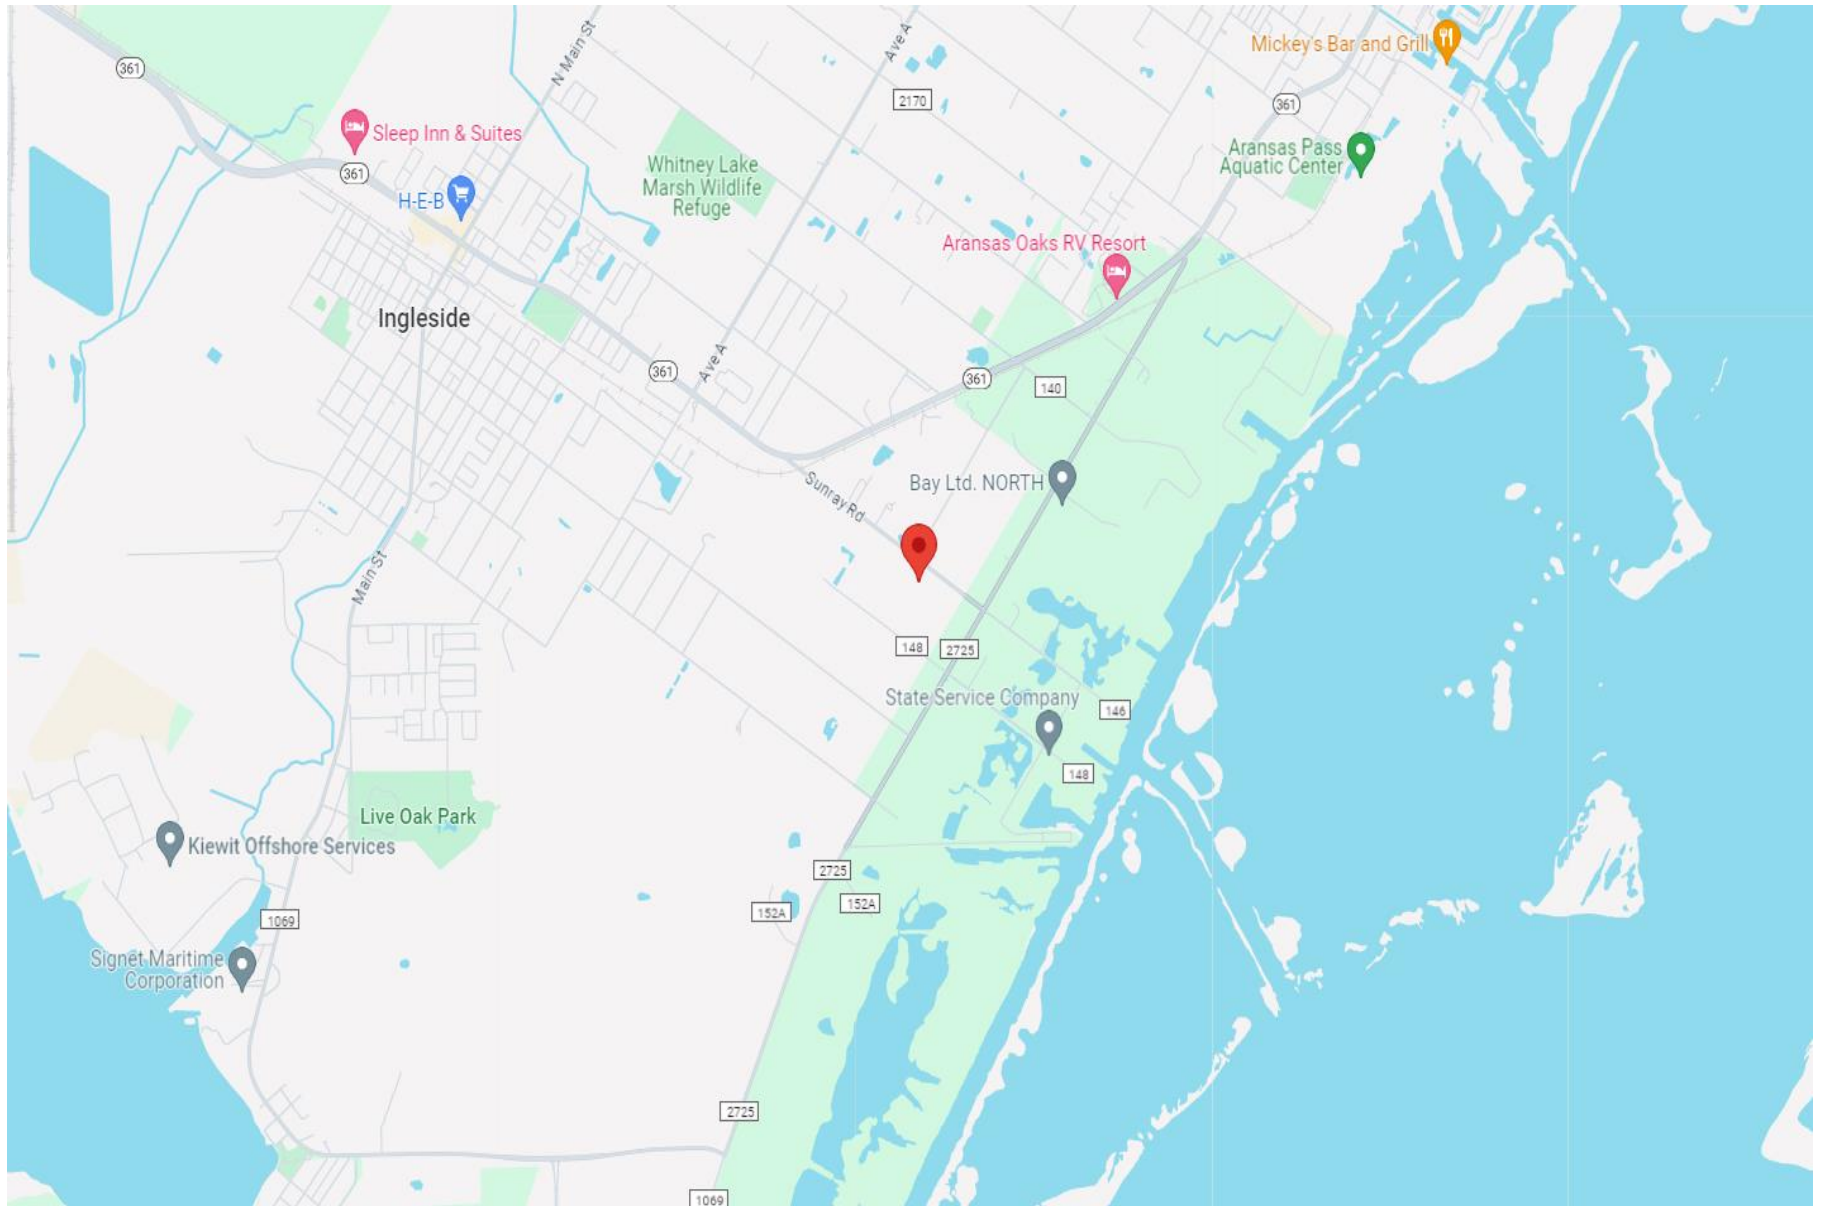 N Main St
Ave A
Mickey's Bar and Grill
361
2170
361
Sleep Inn & Suites
361
H-E-B
Whitney Lake
Marsh Wildlife
Refuge
Aransas Pass
Aquatic Center
Aransas Oaks RV Resort
Ingleside
361
Ave A
361
140
Sunray Rd
Bay Ltd. NORTH
Main St
148
2725
State Service Company
146
148
Live Oak Park
Kiewit Offshore Services
2725
152A
152A
1069
Signet Maritime
Corporation
2725
1069